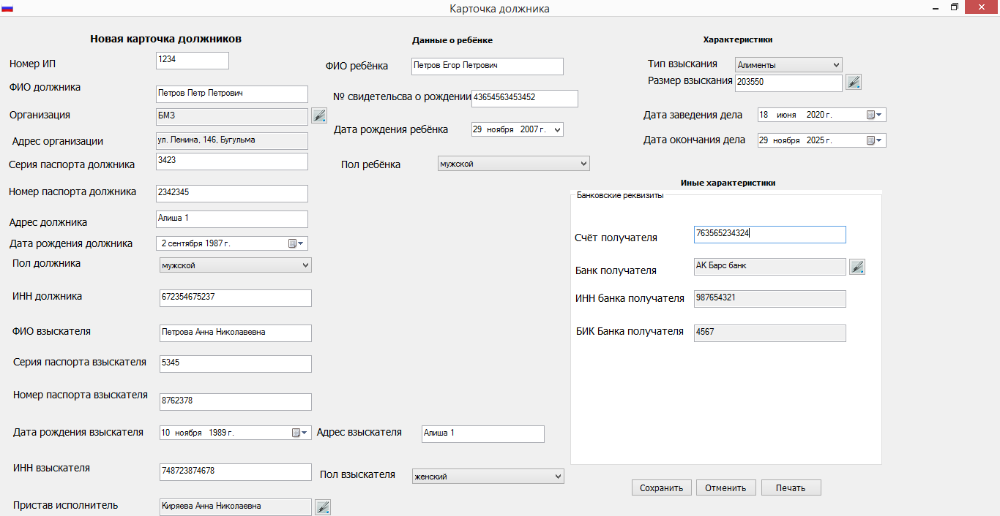 Карточка должника
Новая карточка должников
Номер ИП 1234
ФИО должника Петров Петр Петрович
Организация БМЗ
Адрес организации ул. Ленина, 146, Бугульма
Серия паспорта должника 3423
Номер паспорта должника 2342345
Адрес должника Алиша 1
Дата рождения должника 2 сентября 1987 г.
Пол должника мужской
ИНН должника 672354675237
ФИО взыскателя Петрова Анна Николавевна
Серия паспорта взыскателя 5345
Номер паспорта взыскателя 8762378
Дата рождения взыскателя 10 ноября 1989 г.
ИНН взыскателя 748723874678
Пристав исполнитель Киряева Анна Николаевна
Данные о ребёнке
ФИО ребёнка Петров Егор Петрович
№ свидетельсва о рождении 43654563453452
Дата рождения ребёнка 29 ноября 2007 г.
Пол ребёнка мужской
Адрес взыскателя Алиша 1
Пол взыскателя женский
Характеристики
Тип взыскания Алименты
Размер взыскания 203550
Дата заведения дела 18 июня 2020 г.
Дата окончания дела 29 ноября 2025 г.
Иные характеристики
Банковские реквизиты
Счёт получателя 763565234324
Банк получателя АК Барс банк
ИНН банка получателя 987654321
БИК Банка получателя 4567
Сохранить Отменить Печать